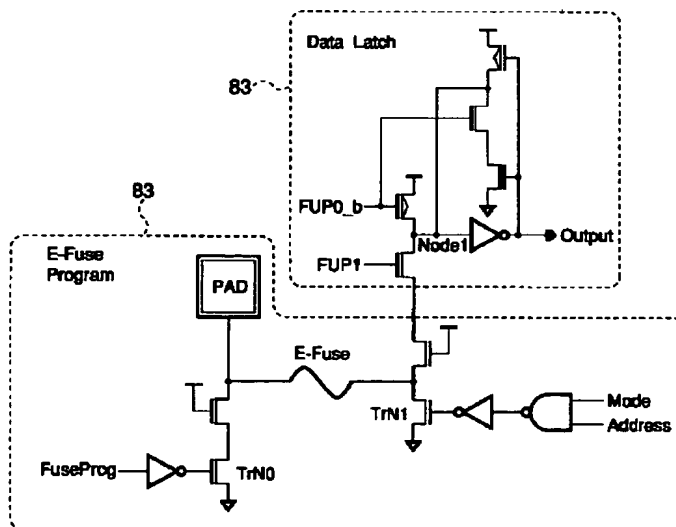 Data Latch
83
83
FUP0_b
Node1
Output
E-Fuse
Program
PAD
FUP1
E-Fuse
TrN1
Mode
Address
FuseProg
TrN0